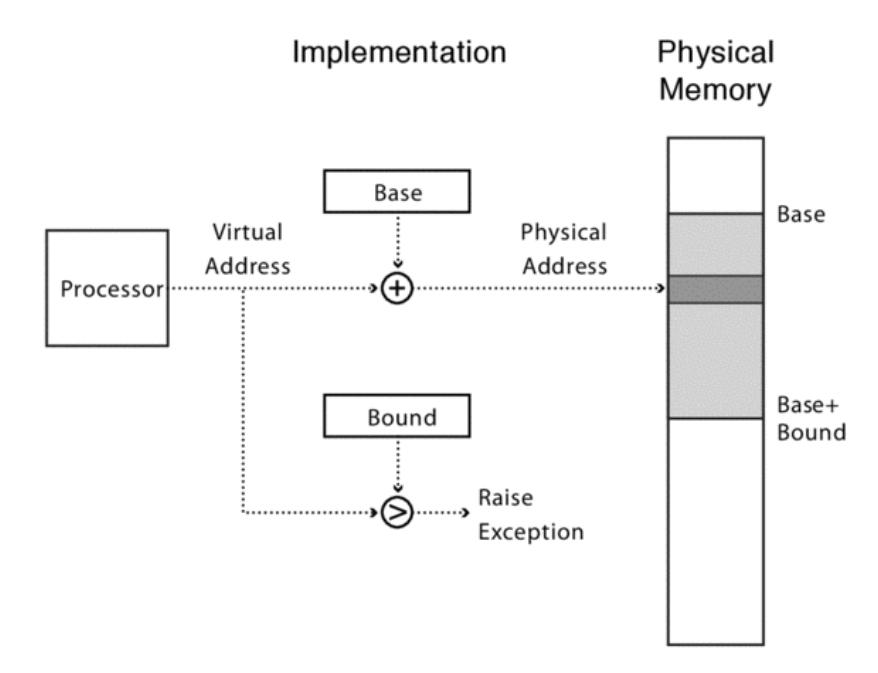 Implementation
Physical
Memory
Base
Virtual
Address
Physical
Address
Base
Processor
+
Bound
Base+
Bound
>
Raise
Exception